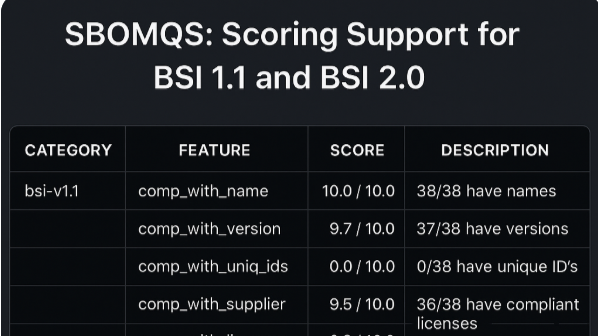 SBOMQS: Scoring Support for
BSI 1.1 and BSI 2.0
CATEGORY FEATURE SCORE DESCRIPTION
bsi-v1.1 comp_with_name 10.0 / 10.0 38/38 have names
comp_with_version 9.7 / 10.0 37/38 have versions
comp_with_uniq_ids 0.0 / 10.0 0/38 have unique ID's
comp_with_supplier 9.5 / 10.0 36/38 have compliant
licenses